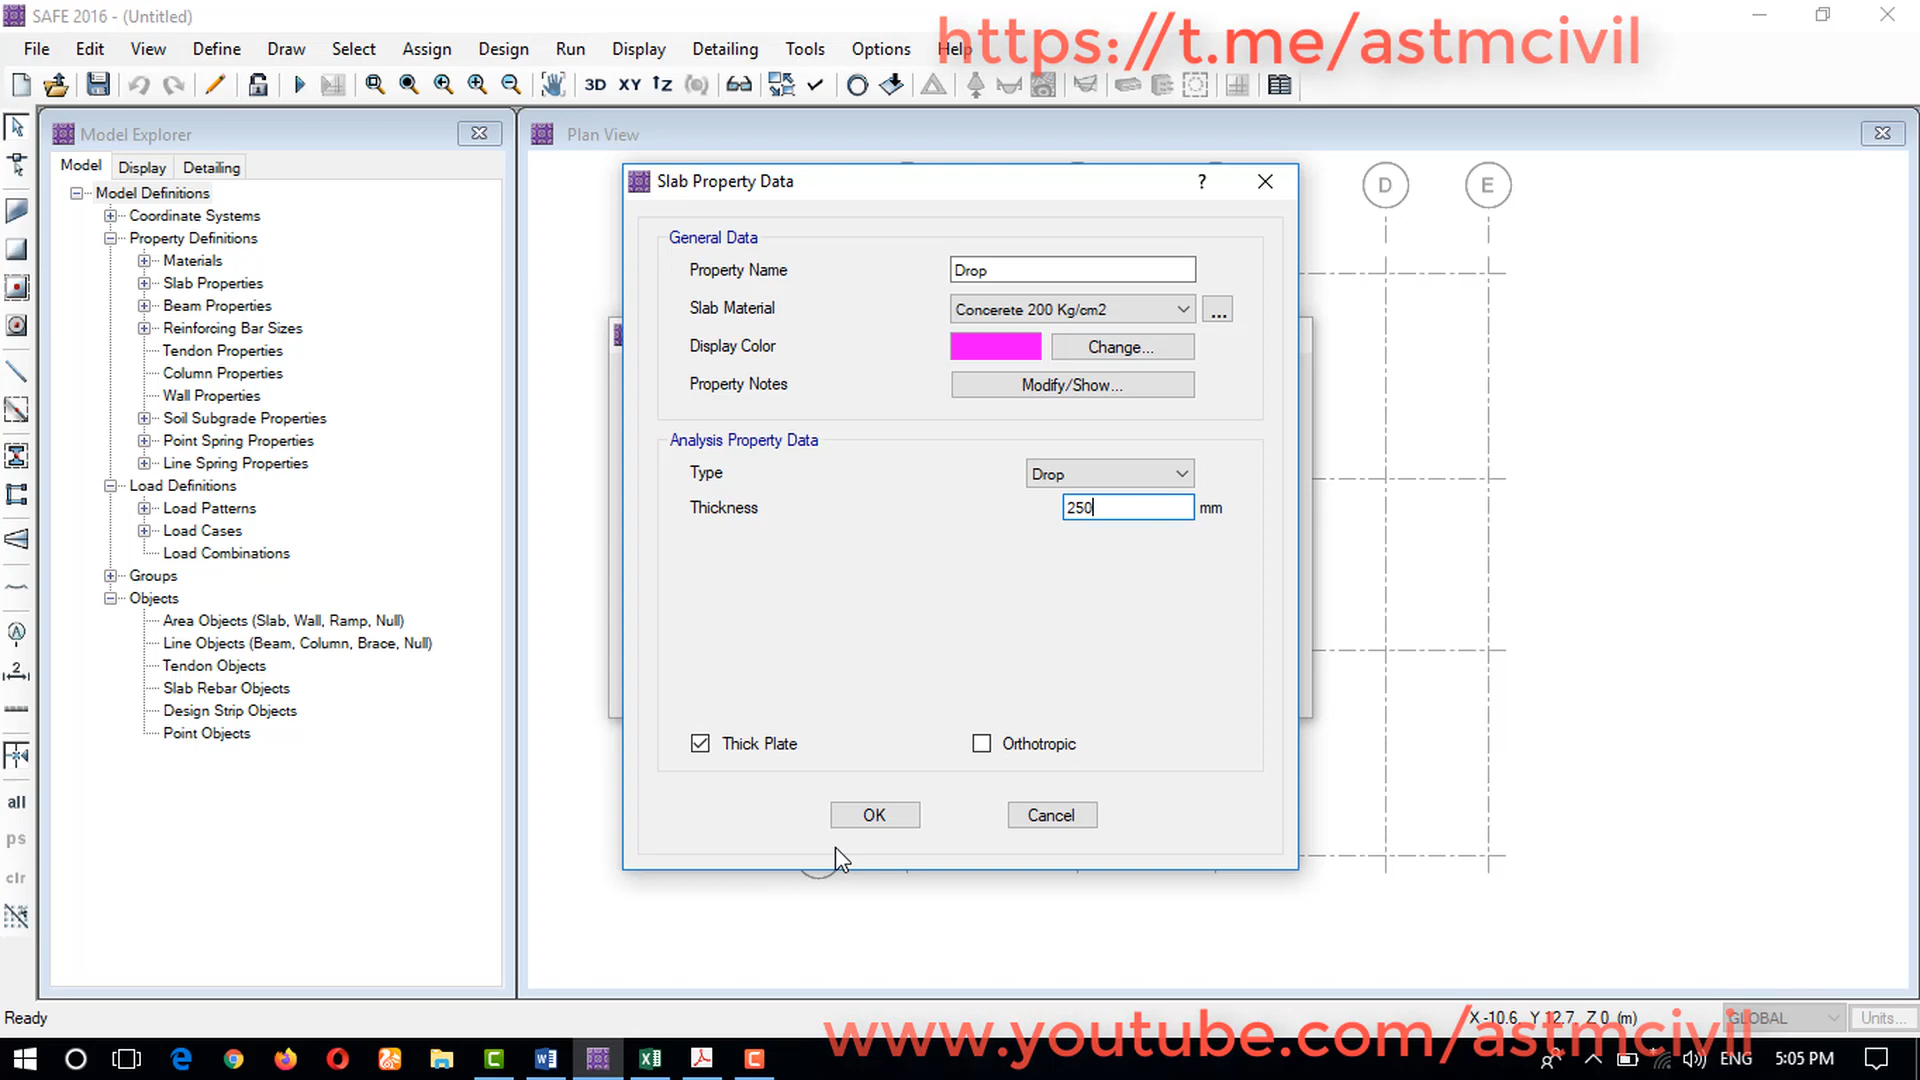 SAFE 2016 - (Untitled)
https://t.me/astmcivil
File Edit View Define Draw Select Assign Design Run Display Detailing Tools Options Help
3D XY
Model Explorer
Plan View
Model Display Detailing
Model Definitions
Coordinate Systems
Property Definitions
Materials
Slab Properties
Beam Properties
Reinforcing Bar Sizes
Tendon Properties
Column Properties
Wall Properties
Soil Subgrade Properties
Point Spring Properties
Line Spring Properties
Load Definitions
Load Patterns
Load Cases
Load Combinations
Groups
Objects
Area Objects (Slab, Wall, Ramp, Null)
Line Objects (Beam, Column, Brace, Null)
Tendon Objects
Slab Rebar Objects
Design Strip Objects
Point Objects
D E
Slab Property Data ?
General Data
Property Name Drop
Slab Material Concerete 200 Kg/cm2 ...
Display Color Change...
Property Notes Modify/Show...
Analysis Property Data
Type Drop
Thickness 250 mm
Thick Plate Orthotropic
OK Cancel
all
ps
clr
Ready
X -10.6, Y 12.7, Z 0 (m) GLOBAL Units...
www.youtube.com/astmcivil
ENG 5:05 PM